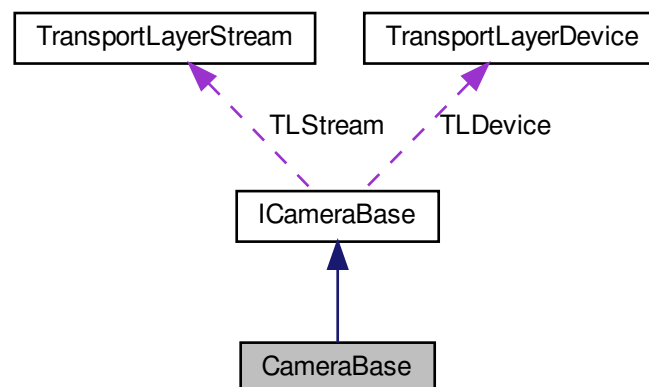 TransportLayerStream
TransportLayerDevice
TLStream
TLDevice
ICameraBase
CameraBase